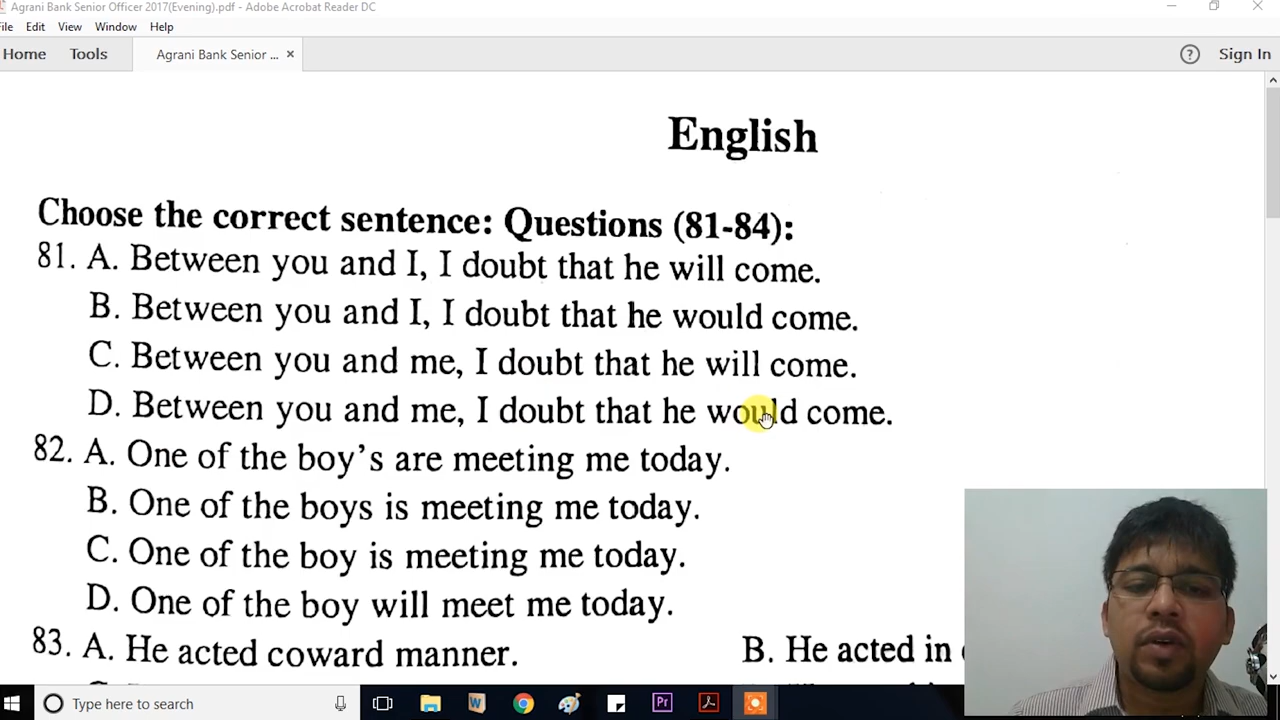 Agrani Bank Senior Officer 2017(Evening).pdf - Adobe Acrobat Reader DC
File Edit View Window Help
Home Tools Agrani Bank Senior ... × ? Sign In
English
Choose the correct sentence: Questions (81-84):
81. A. Between you and I, I doubt that he will come.
B. Between you and I, I doubt that he would come.
C. Between you and me, I doubt that he will come.
D. Between you and me, I doubt that he would come.
82. A. One of the boy's are meeting me today.
B. One of the boys is meeting me today.
C. One of the boy is meeting me today.
D. One of the boy will meet me today.
83. A. He acted coward manner. B. He acted in
Type here to search
W Pr